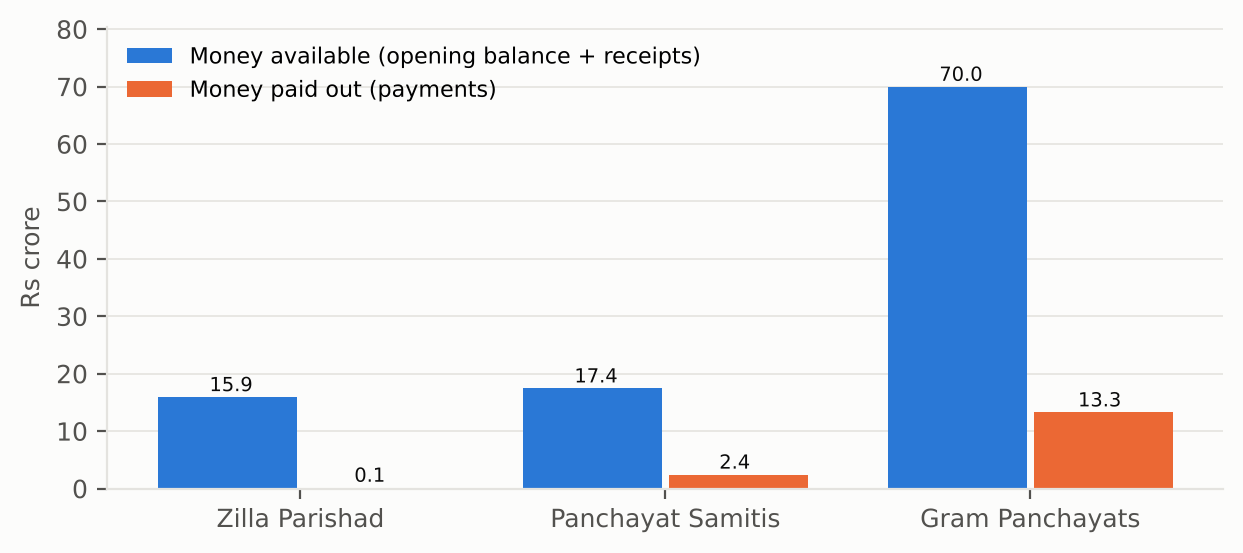 Money available (opening balance + receipts)
Money paid out (payments)
Rs crore
80
70
60
50
40
30
20
10
0
15.9
0.1
17.4
2.4
70.0
13.3
Zilla Parishad
Panchayat Samitis
Gram Panchayats